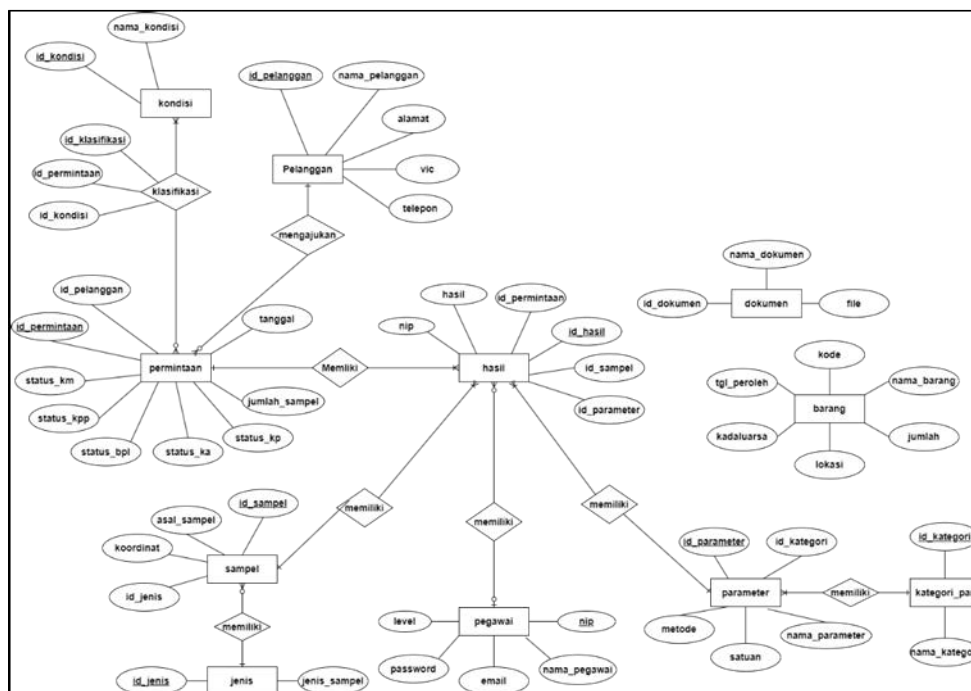 nama_kondisi
id_kondisi
kondisi
id_klasifikasi
id_permintaan
klasifikasi
id_kondisi
id_pelanggan
nama_pelanggan
alamat
Pelanggan
vic
telepon
mengajukan
id_pelanggan
id_permintaan
tanggal
permintaan
status_km
jumlah_sampel
status_kpp
status_kp
status_bpl
status_ka
Memiliki
hasil
id_permintaan
nip
id_hasil
hasil
id_sampel
id_parameter
nama_dokumen
id_dokumen
dokumen
file
kode
tgl_peroleh
nama_barang
barang
kadaluarsa
jumlah
lokasi
memiliki
memiliki
memiliki
id_sampel
asal_sampel
koordinat
sampel
id_jenis
memiliki
id_jenis
jenis
jenis_sampel
level
pegawai
nip
password
nama_pegawai
email
id_parameter
id_kategori
parameter
metode
nama_parameter
satuan
memiliki
id_kategori
kategori_par
nama_kategor